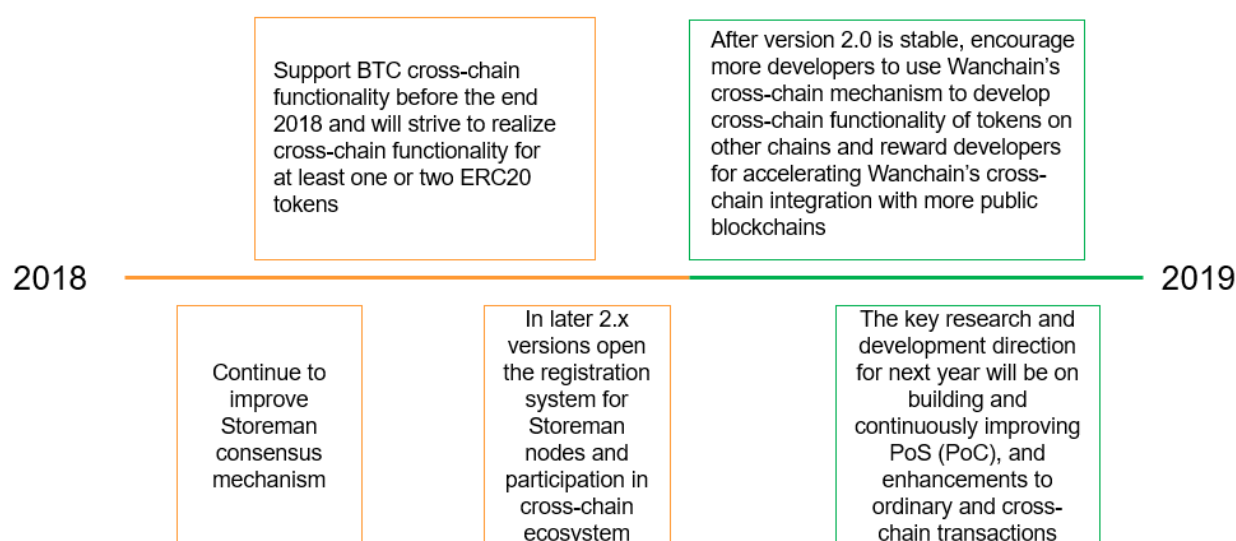 Support BTC cross-chain
functionality before the end
2018 and will strive to realize
cross-chain functionality for
at least one or two ERC20
tokens
After version 2.0 is stable, encourage
more developers to use Wanchain’s
cross-chain mechanism to develop
cross-chain functionality of tokens on
other chains and reward developers
for accelerating Wanchain’s cross-
chain integration with more public
blockchains
2018
2019
Continue to
improve
Storeman
consensus
mechanism
In later 2.x
versions open
the registration
system for
Storeman
nodes and
participation in
cross-chain
ecosystem
The key research and
development direction
for next year will be on
building and
continuously improving
PoS (PoC), and
enhancements to
ordinary and cross-
chain transactions